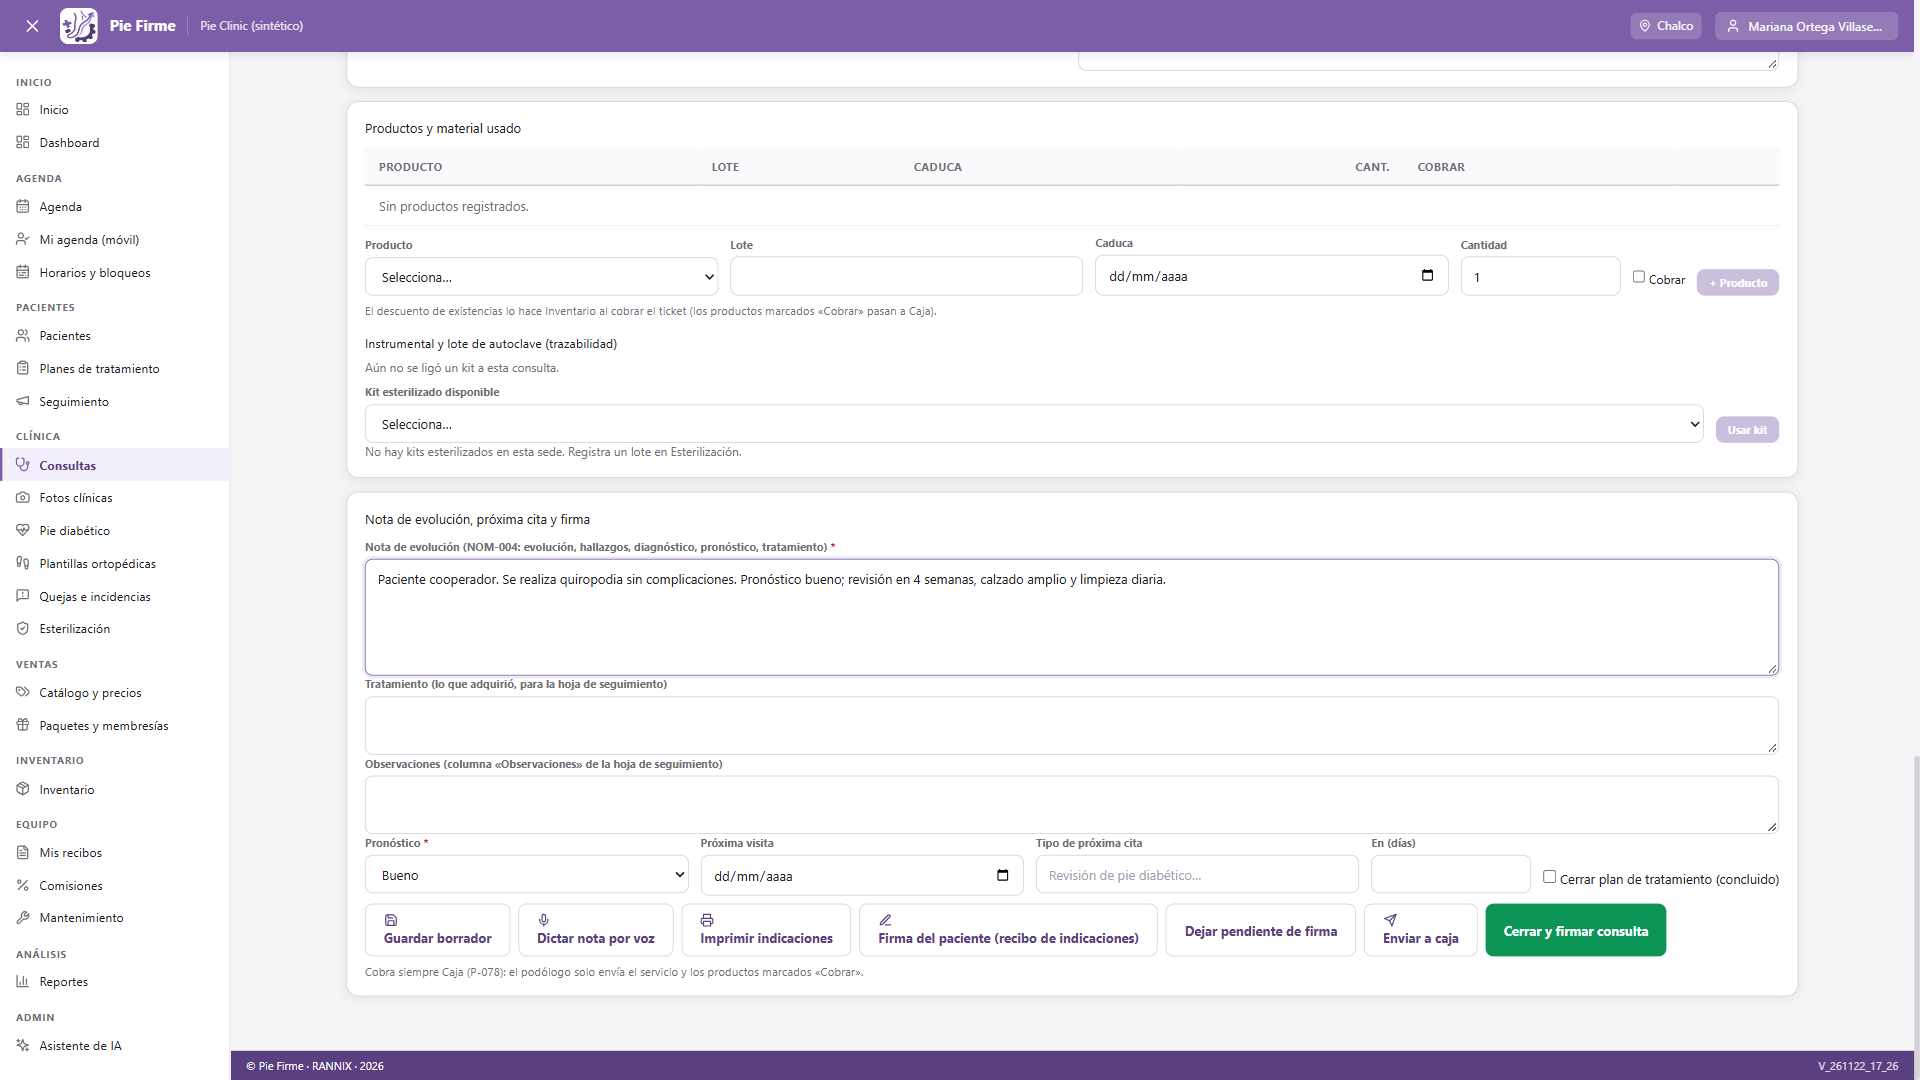 Pie Firme
Pie Clinic (sintético)
Chalco
Mariana Ortega Villase...
INICIO
Inicio
Dashboard
AGENDA
Agenda
Mi agenda (móvil)
Horarios y bloqueos
PACIENTES
Pacientes
Planes de tratamiento
Seguimiento
CLÍNICA
Consultas
Fotos clínicas
Pie diabético
Plantillas ortopédicas
Quejas e incidencias
Esterilización
VENTAS
Catálogo y precios
Paquetes y membresías
INVENTARIO
Inventario
EQUIPO
Mis recibos
Comisiones
Mantenimiento
ANÁLISIS
Reportes
ADMIN
Asistente de IA
Productos y material usado
PRODUCTO LOTE CADUCA CANT. COBRAR
Sin productos registrados.
Producto Lote Caduca Cantidad
Selecciona... dd/mm/aaaa 1 Cobrar + Producto
El descuento de existencias lo hace Inventario al cobrar el ticket (los productos marcados «Cobrar» pasan a Caja).
Instrumental y lote de autoclave (trazabilidad)
Aún no se ligó un kit a esta consulta.
Kit esterilizado disponible
Selecciona... Usar kit
No hay kits esterilizados en esta sede. Registra un lote en Esterilización.
Nota de evolución, próxima cita y firma
Nota de evolución (NOM-004: evolución, hallazgos, diagnóstico, pronóstico, tratamiento) *
Paciente cooperador. Se realiza quiropodia sin complicaciones. Pronóstico bueno; revisión en 4 semanas, calzado amplio y limpieza diaria.
Tratamiento (lo que adquirió, para la hoja de seguimiento)
Observaciones (columna «Observaciones» de la hoja de seguimiento)
Pronóstico * Próxima visita Tipo de próxima cita En (días)
Bueno dd/mm/aaaa Revisión de pie diabético... Cerrar plan de tratamiento (concluido)
Guardar borrador Dictar nota por voz Imprimir indicaciones Firma del paciente (recibo de indicaciones) Dejar pendiente de firma Enviar a caja Cerrar y firmar consulta
Cobra siempre Caja (P-078): el podólogo solo envía el servicio y los productos marcados «Cobrar».
© Pie Firme · RANNIX · 2026
V_261122_17_26